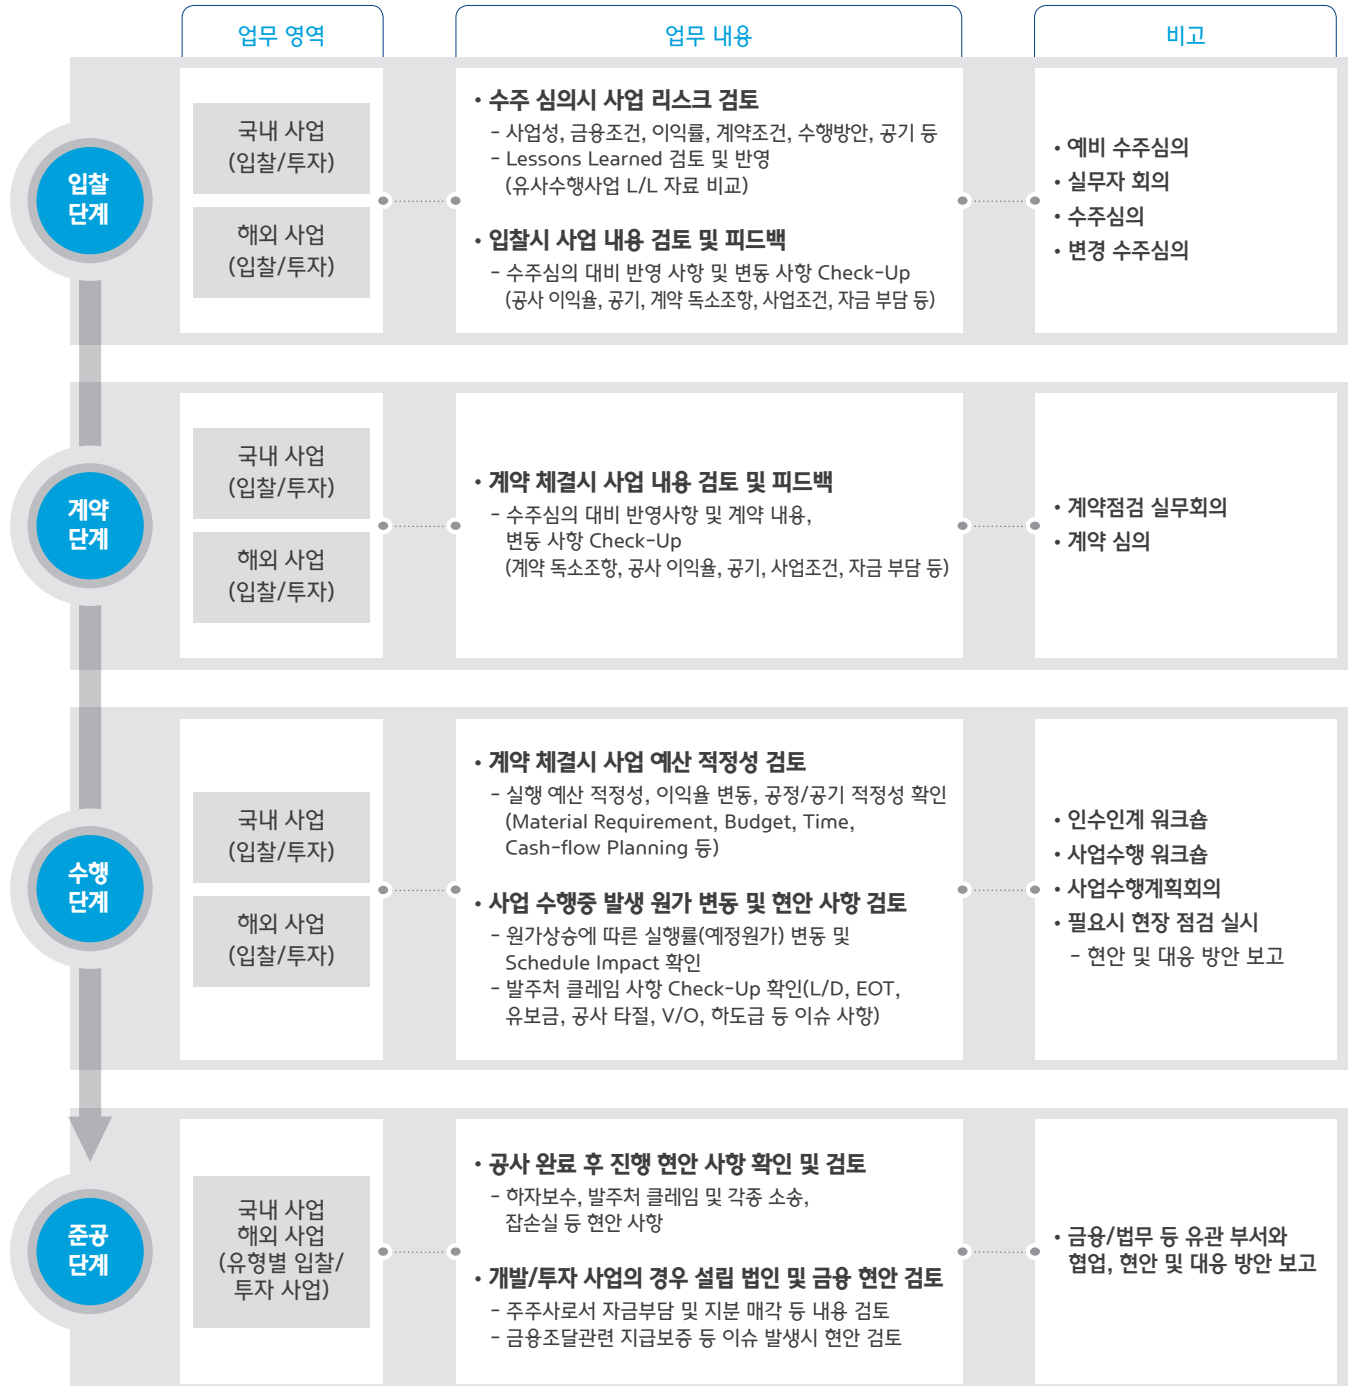 업무 영역
업무 내용
비고
입찰
단계
국내 사업
(입찰/투자)
해외 사업
(입찰/투자)
• 수주 심의시 사업 리스크 검토
- 사업성, 금융조건, 이익률, 계약조건, 수행방안, 공기 등
- Lessons Learned 검토 및 반영
(유사수행사업 L/L 자료 비교)
• 입찰시 사업 내용 검토 및 피드백
- 수주심의 대비 반영 사항 및 변동 사항 Check-Up
(공사 이익율, 공기, 계약 독소조항, 사업조건, 자금 부담 등)
• 예비 수주심의
• 실무자 회의
• 수주심의
• 변경 수주심의
계약
단계
국내 사업
(입찰/투자)
해외 사업
(입찰/투자)
• 계약 체결시 사업 내용 검토 및 피드백
- 수주심의 대비 반영사항 및 계약 내용,
변동 사항 Check-Up
(계약 독소조항, 공사 이익율, 공기, 사업조건, 자금 부담 등)
• 계약점검 실무회의
• 계약 심의
수행
단계
국내 사업
(입찰/투자)
해외 사업
(입찰/투자)
• 계약 체결시 사업 예산 적정성 검토
- 실행 예산 적정성, 이익율 변동, 공정/공기 적정성 확인
(Material Requirement, Budget, Time,
Cash-flow Planning 등)
• 사업 수행중 발생 원가 변동 및 현안 사항 검토
- 원가상승에 따른 실행률(예정원가) 변동 및
Schedule Impact 확인
- 발주처 클레임 사항 Check-Up 확인(L/D, EOT,
유보금, 공사 타절, V/O, 하도급 등 이슈 사항)
• 인수인계 워크숍
• 사업수행 워크숍
• 사업수행계획회의
• 필요시 현장 점검 실시
- 현안 및 대응 방안 보고
준공
단계
국내 사업
해외 사업
(유형별 입찰/
투자 사업)
• 공사 완료 후 진행 현안 사항 확인 및 검토
- 하자보수, 발주처 클레임 및 각종 소송,
잡손실 등 현안 사항
• 개발/투자 사업의 경우 설립 법인 및 금융 현안 검토
- 주주사로서 자금부담 및 지분 매각 등 내용 검토
- 금융조달관련 지급보증 등 이슈 발생시 현안 검토
• 금융/법무 등 유관 부서와
협업, 현안 및 대응 방안 보고